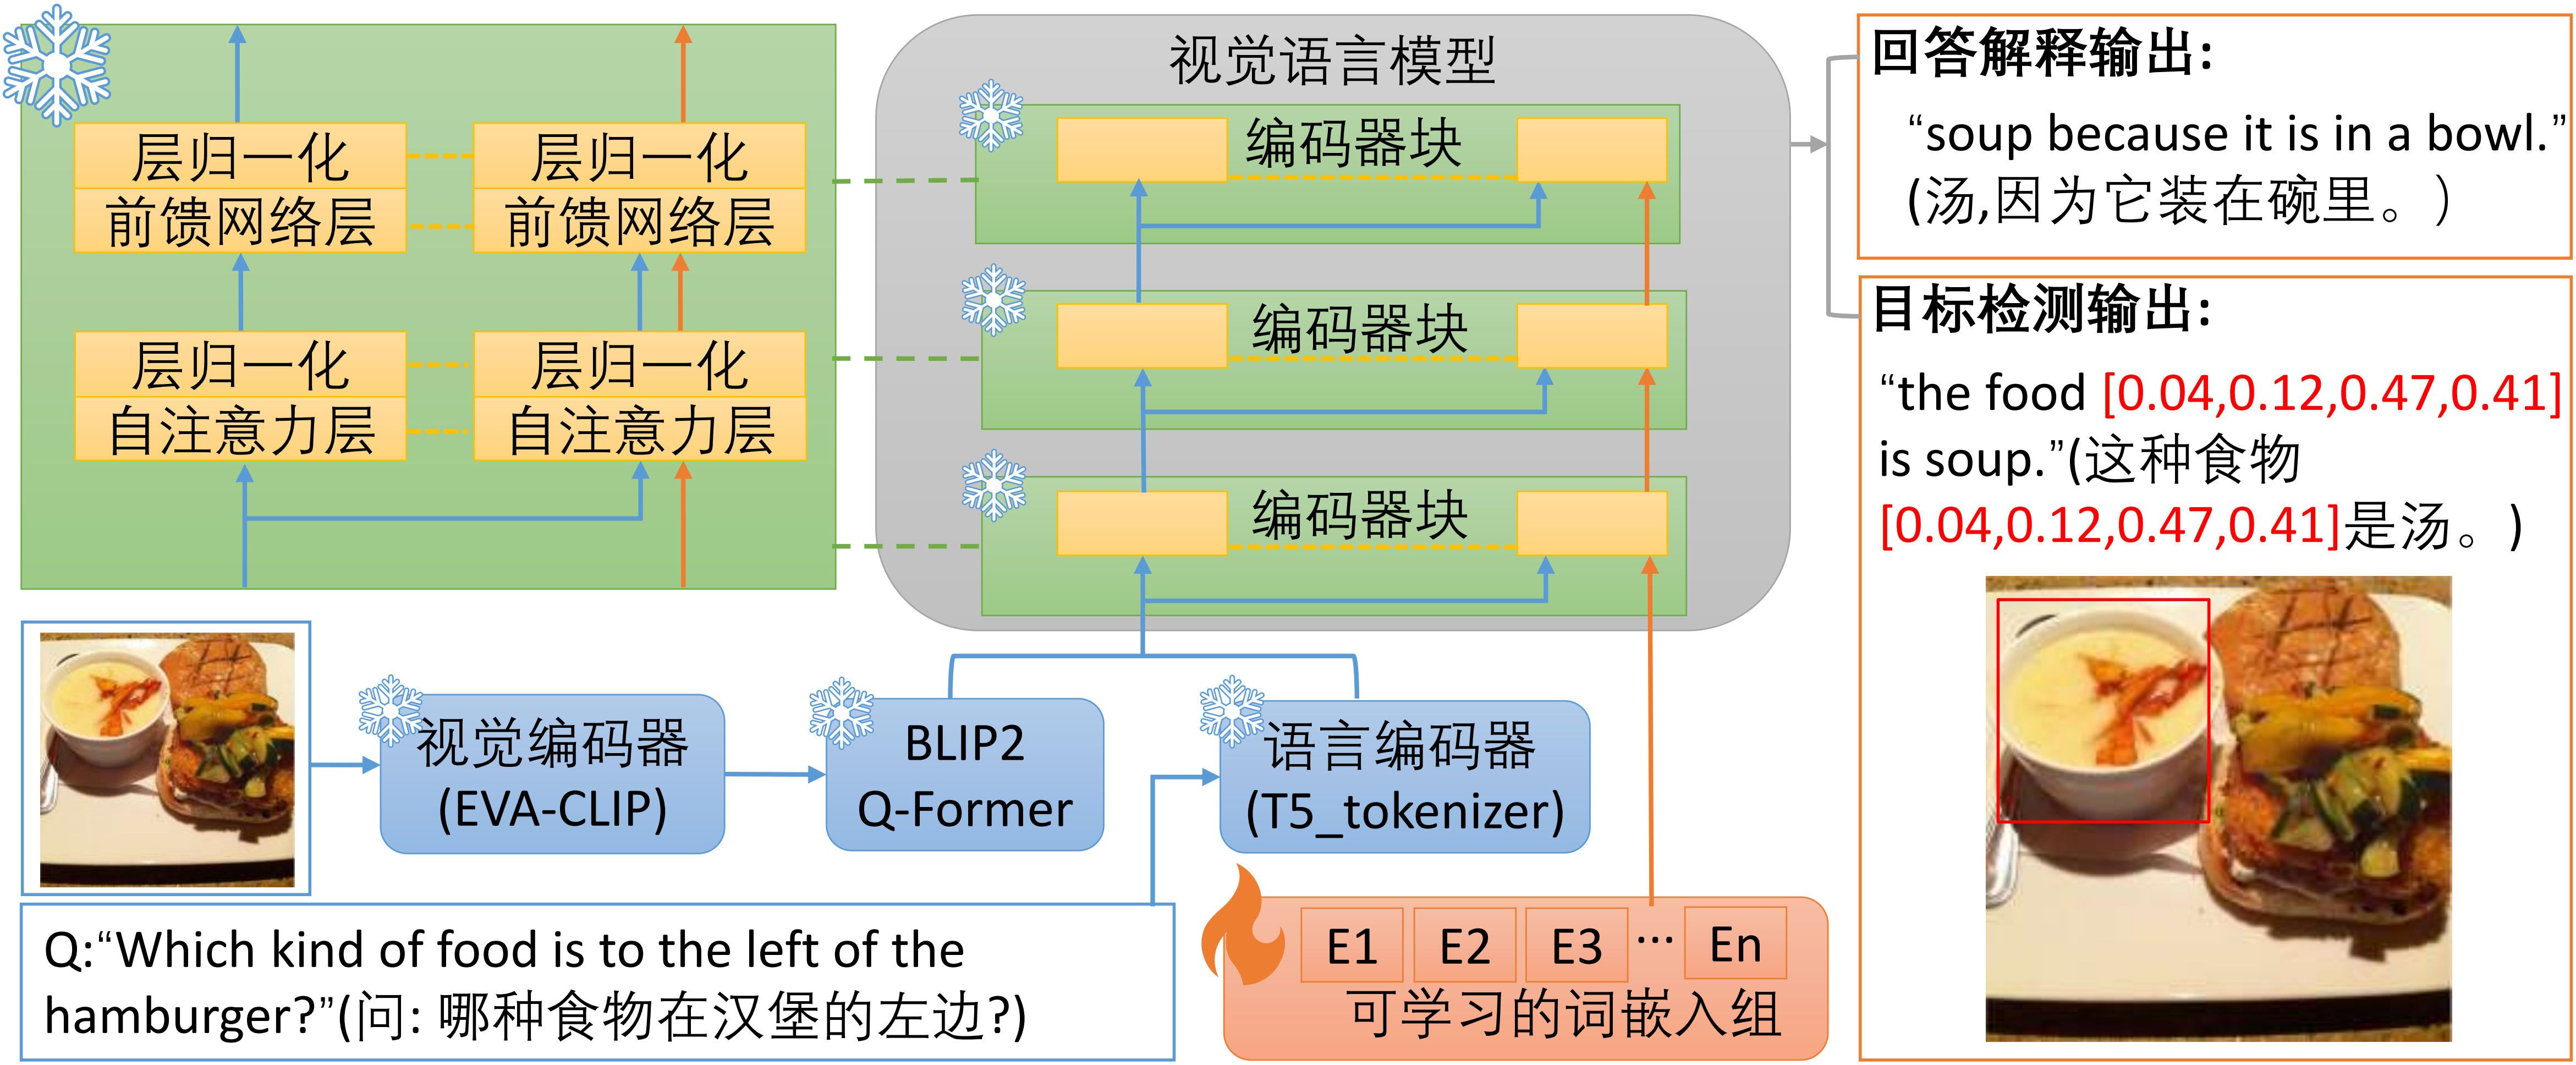 层归一化
前馈网络层
层归一化
自注意力层
层归一化
前馈网络层
层归一化
自注意力层
视觉语言模型
编码器块
编码器块
编码器块
回答解释输出:
“soup because it is in a bowl.”
(汤,因为它装在碗里。)
目标检测输出:
“the food [0.04,0.12,0.47,0.41]
is soup.”(这种食物
[0.04,0.12,0.47,0.41]是汤。)
视觉编码器
(EVA-CLIP)
BLIP2
Q-Former
语言编码器
(T5_tokenizer)
Q:“Which kind of food is to the left of the
hamburger?”(问: 哪种食物在汉堡的左边?)
E1 E2 E3 ··· En
可学习的词嵌入组